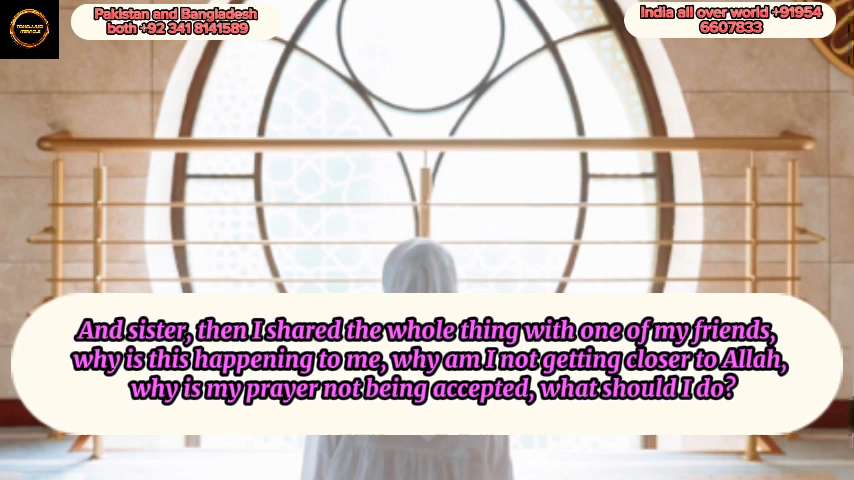 Pakistan and Bangladesh
both +92 341 8141589
India all over world +91954
6607833
And sister, then I shared the whole thing with one of my friends,
why is this happening to me, why am I not getting closer to Allah,
why is my prayer not being accepted, what should I do?